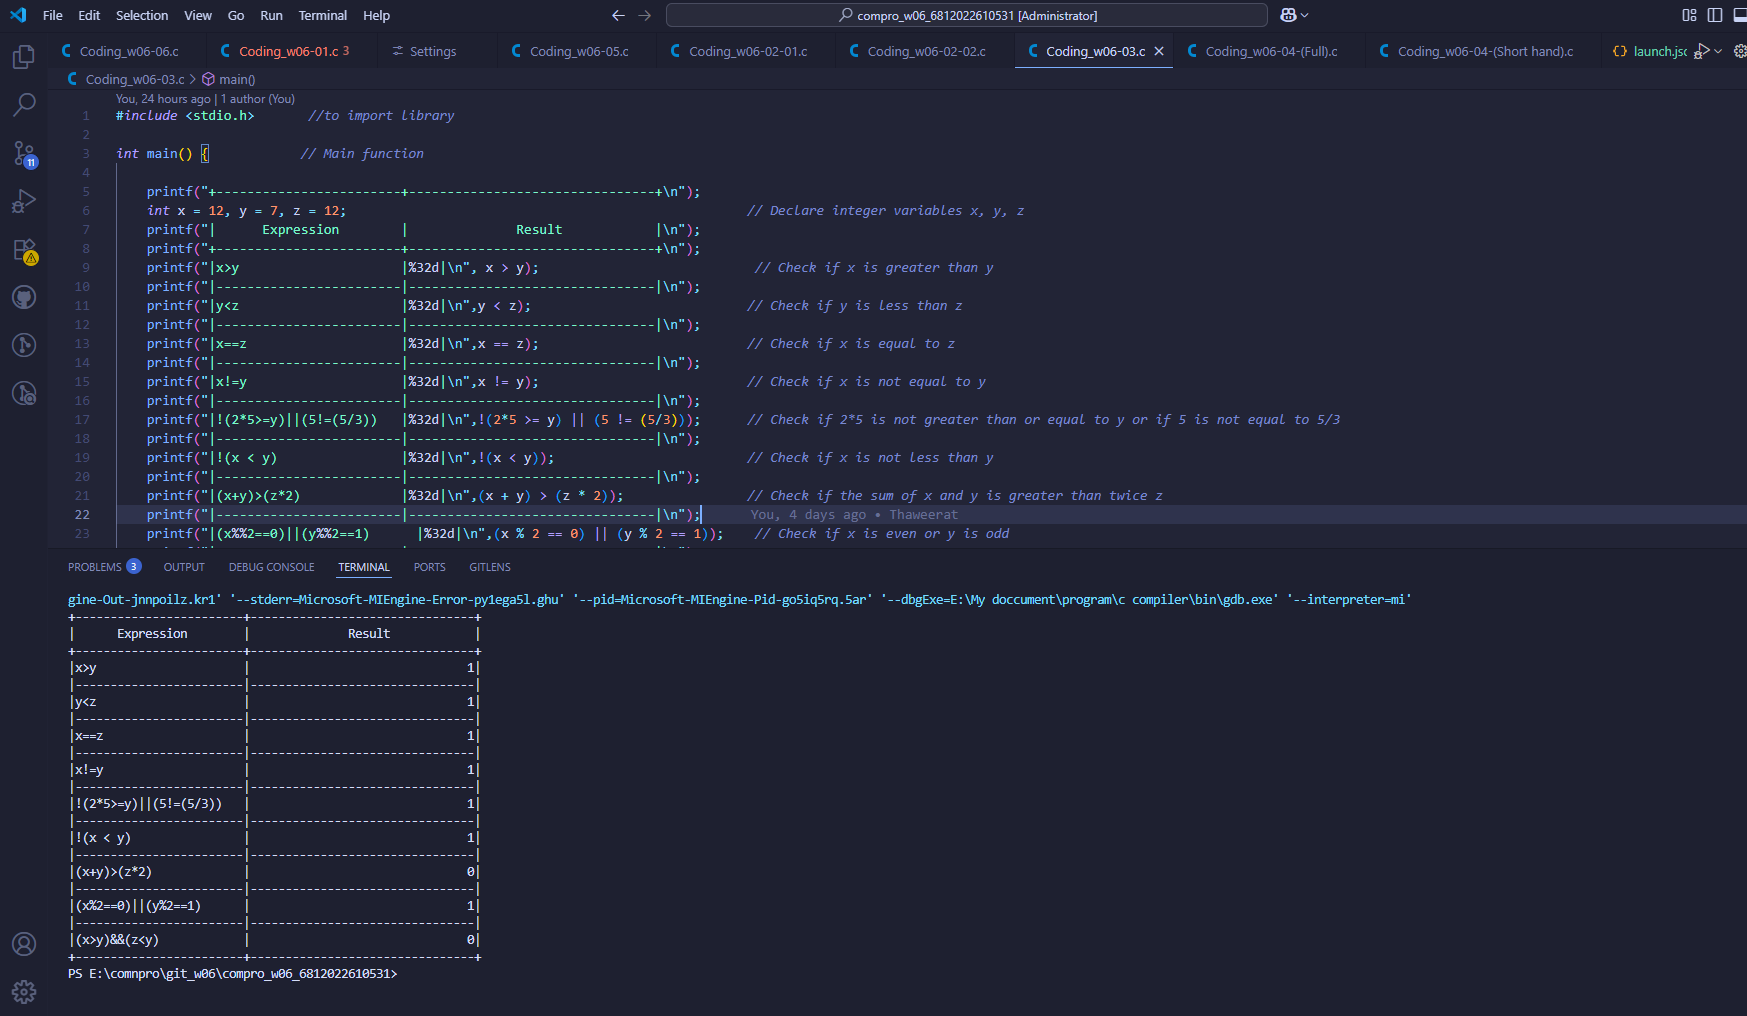 File Edit Selection View Go Run Terminal Help
compro_w06_6812022610531 [Administrator]
Coding_w06-06.c Coding_w06-01.c 3 Settings Coding_w06-05.c Coding_w06-02-01.c Coding_w06-02-02.c Coding_w06-03.c Coding_w06-04-(Full).c Coding_w06-04-(Short hand).c launch.jsc
Coding_w06-03.c > main()
You, 24 hours ago | 1 author (You)
1 #include <stdio.h> //to import library
2
3 int main() { // Main function
4
5 printf("+------------------------+--------------------------------+\n");
6 int x = 12, y = 7, z = 12; // Declare integer variables x, y, z
7 printf("| Expression | Result |\n");
8 printf("+------------------------+--------------------------------+\n");
9 printf("|x>y |%32d|\n", x > y); // Check if x is greater than y
10 printf("|------------------------|--------------------------------|\n");
11 printf("|y<z |%32d|\n",y < z); // Check if y is less than z
12 printf("|------------------------|--------------------------------|\n");
13 printf("|x==z |%32d|\n",x == z); // Check if x is equal to z
14 printf("|------------------------|--------------------------------|\n");
15 printf("|x!=y |%32d|\n",x != y); // Check if x is not equal to y
16 printf("|------------------------|--------------------------------|\n");
17 printf("|!(2*5>=y)||(5!=(5/3)) |%32d|\n",!(2*5 >= y) || (5 != (5/3))); // Check if 2*5 is not greater than or equal to y or if 5 is not equal to 5/3
18 printf("|------------------------|--------------------------------|\n");
19 printf("|!(x < y) |%32d|\n",!(x < y)); // Check if x is not less than y
20 printf("|------------------------|--------------------------------|\n");
21 printf("|(x+y)>(z*2) |%32d|\n",(x + y) > (z * 2)); // Check if the sum of x and y is greater than twice z
22 printf("|------------------------|--------------------------------|\n"); You, 4 days ago • Thaweerat
23 printf("|(x%%2==0)||(y%%2==1) |%32d|\n",(x % 2 == 0) || (y % 2 == 1)); // Check if x is even or y is odd
11
PROBLEMS 3 OUTPUT DEBUG CONSOLE TERMINAL PORTS GITLENS
gine-Out-jnnpoilz.kr1' '--stderr=Microsoft-MIEngine-Error-py1ega5l.ghu' '--pid=Microsoft-MIEngine-Pid-go5iq5rq.5ar' '--dbgExe=E:\My doccument\program\c compiler\bin\gdb.exe' '--interpreter=mi'
+------------------------+--------------------------------+
| Expression | Result |
+------------------------+--------------------------------+
|x>y | 1|
|------------------------|--------------------------------|
|y<z | 1|
|------------------------|--------------------------------|
|x==z | 1|
|------------------------|--------------------------------|
|x!=y | 1|
|------------------------|--------------------------------|
|!(2*5>=y)||(5!=(5/3)) | 1|
|------------------------|--------------------------------|
|!(x < y) | 1|
|------------------------|--------------------------------|
|(x+y)>(z*2) | 0|
|------------------------|--------------------------------|
|(x%2==0)||(y%2==1) | 1|
|------------------------|--------------------------------|
|(x>y)&&(z<y) | 0|
+------------------------+--------------------------------+
PS E:\comnpro\git_w06\compro_w06_6812022610531>